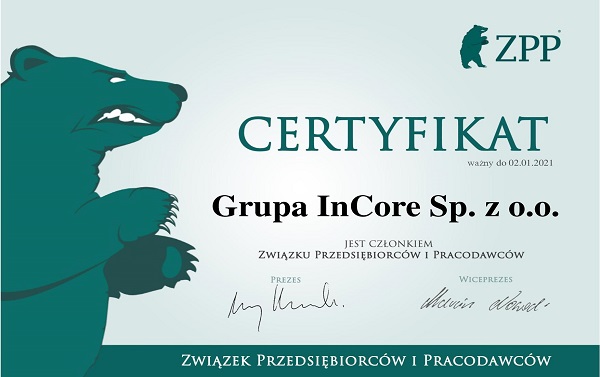 ZPP®
CERTYFIKAT
ważny do 02.01.2021
Grupa InCore Sp. z o.o.
JEST CZŁONKIEM
ZWIĄZKU PRZEDSIĘBIORCÓW I PRACODAWCÓW
PREZES
WICEPREZES
ZWIĄZEK PRZEDSIĘBIORCÓW I PRACODAWCÓW